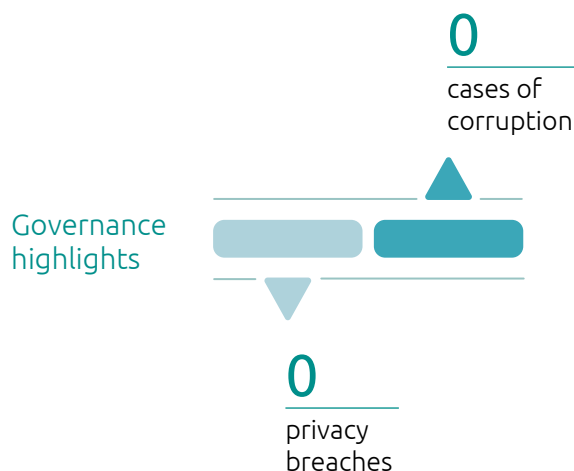 0
cases of
corruption
Governance
highlights
0
privacy
breaches